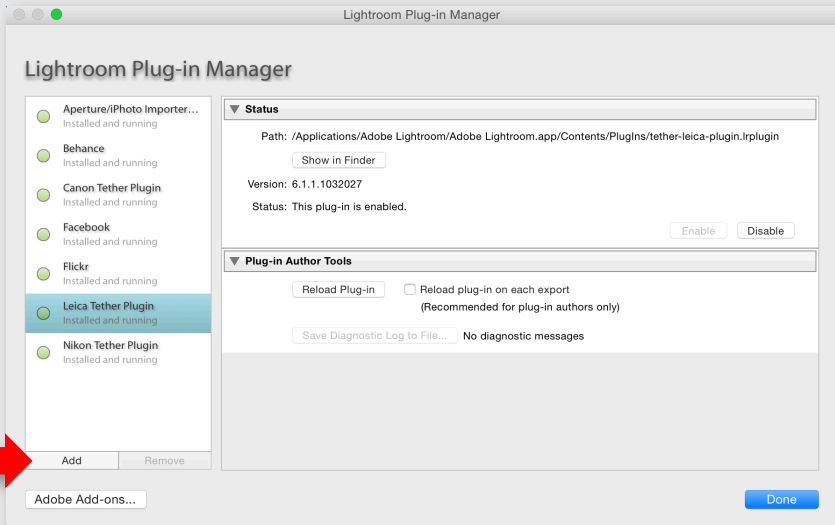 Lightroom Plug-in Manager
Lightroom Plug-in Manager
Aperture/iPhoto Importer...
Installed and running
Behance
Installed and running
Canon Tether Plugin
Installed and running
Facebook
Installed and running
Flickr
Installed and running
Leica Tether Plugin
Installed and running
Nikon Tether Plugin
Installed and running
Add Remove
Adobe Add-ons...
Status
Path: /Applications/Adobe Lightroom/Adobe Lightroom.app/Contents/PlugIns/tether-leica-plugin.lrplugin
Show in Finder
Version: 6.1.1.1032027
Status: This plug-in is enabled.
Enable Disable
Plug-in Author Tools
Reload Plug-in Reload plug-in on each export
(Recommended for plug-in authors only)
Save Diagnostic Log to File... No diagnostic messages
Done